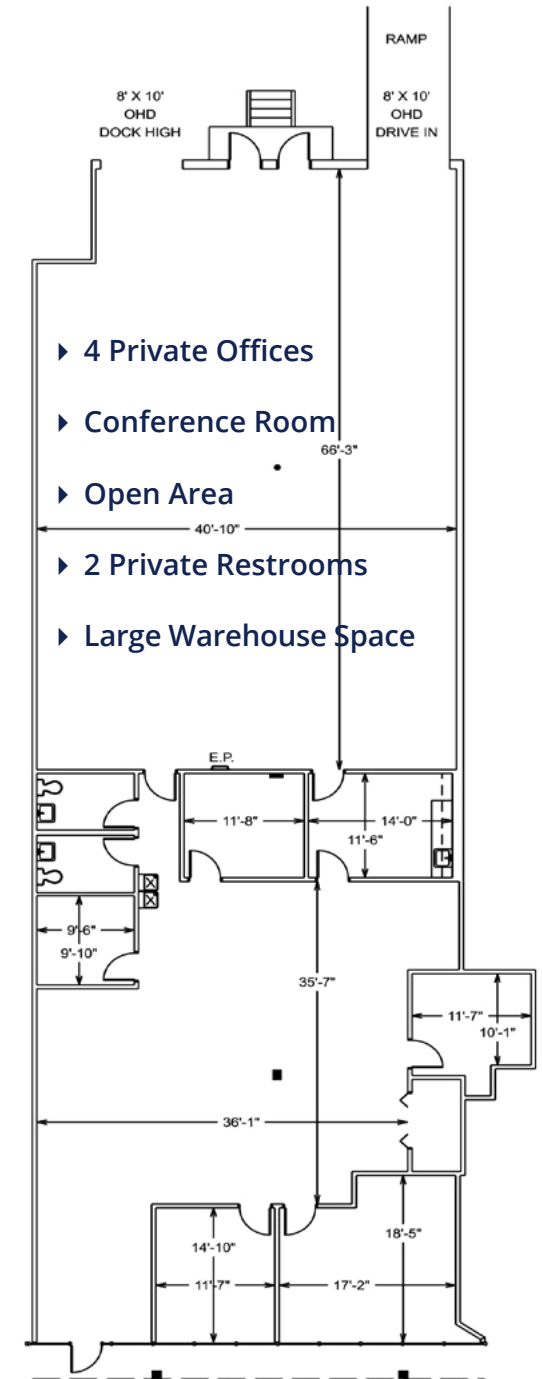 RAMP
8' X 10'
OHD
DOCK HIGH
8' X 10'
OHD
DRIVE IN
4 Private Offices
Conference Room
66'-3"
Open Area
40'-10"
2 Private Restrooms
Large Warehouse Space
E.P.
11'-8"
14'-0"
11'-6"
9'-6"
9'-10"
35'-7"
11'-7"
10'-1"
36'-1"
18'-5"
14'-10"
11'-7"
17'-2"